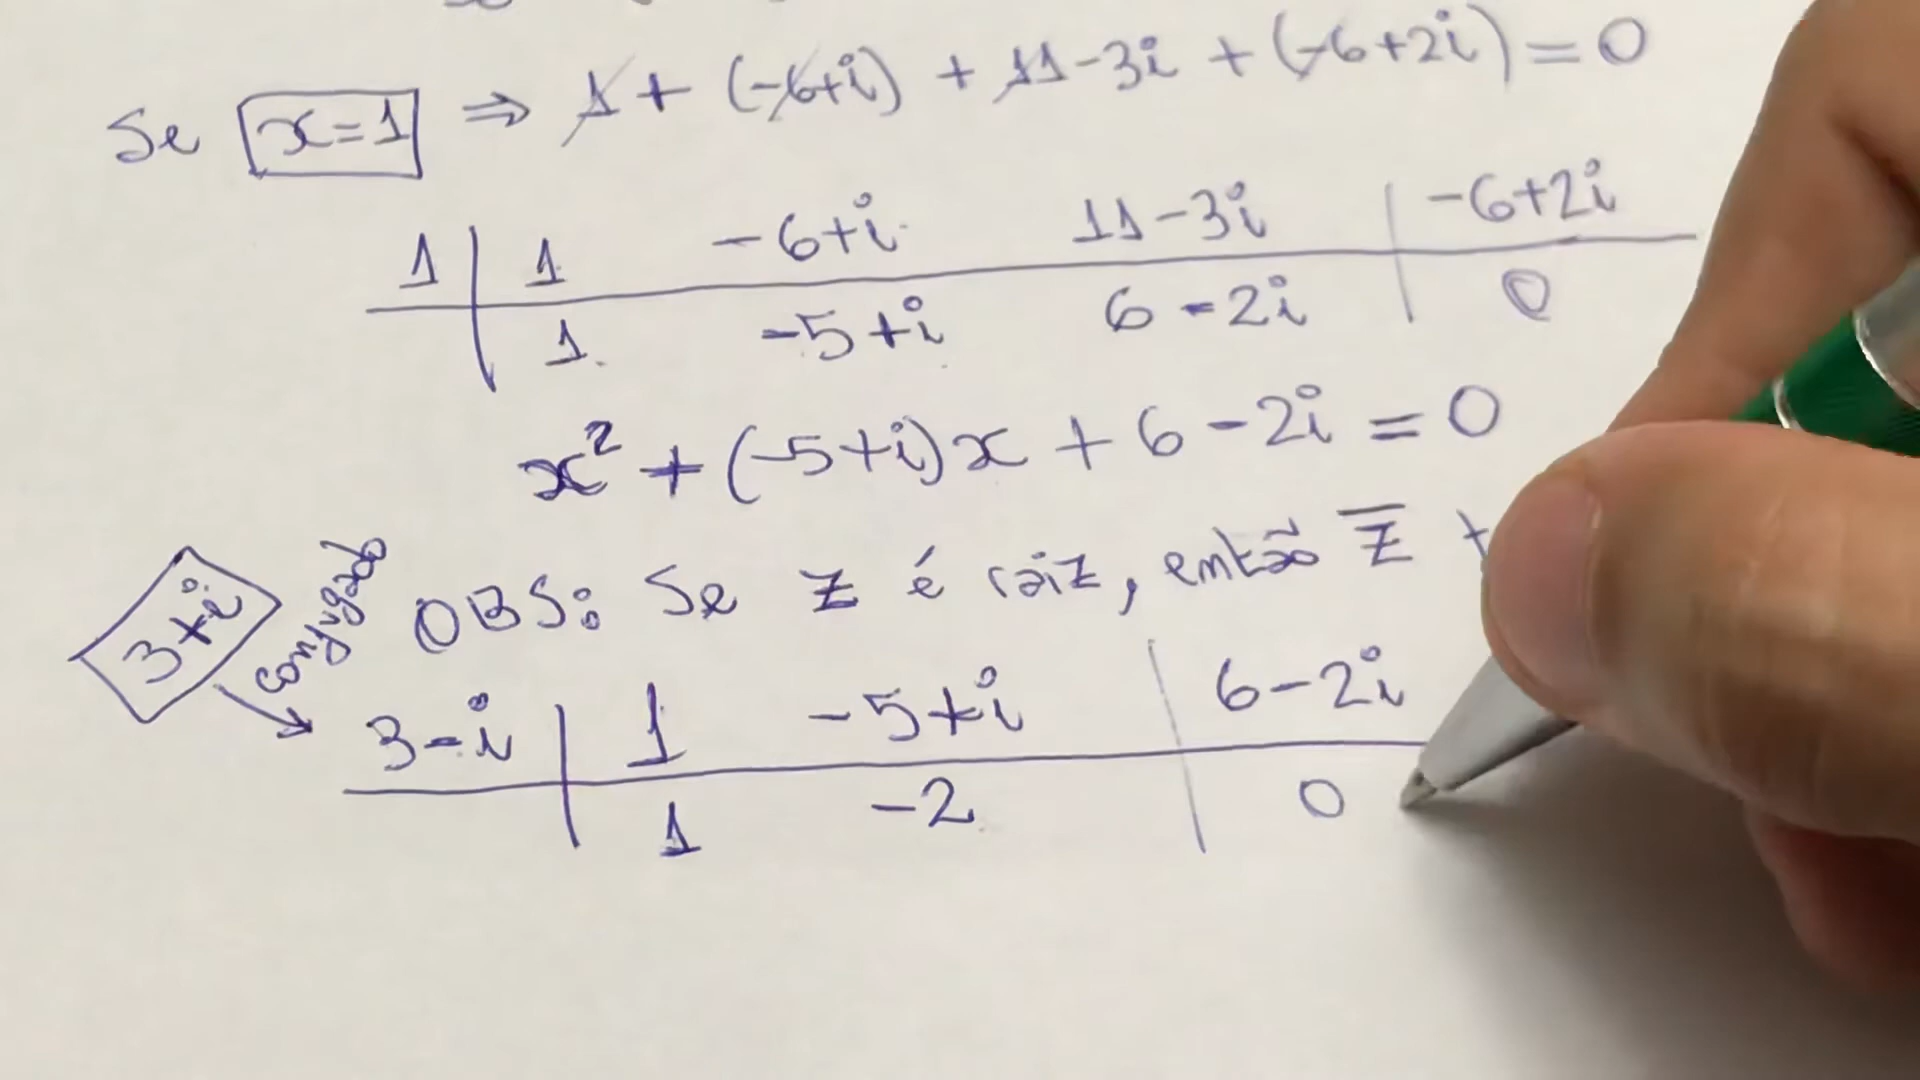 Se x=1 ⇒ 1 + (-6+i) + 11-3i + (-6+2i) = 0
1 | 1 -6+i 11-3i | -6+2i
1 -5+i 6-2i | 0
x² + (-5+i)x + 6-2i = 0
3+i conjugado
OBS: Se z é raiz, então z̅ t
3-i | 1 -5+i | 6-2i
1 -2 | 0